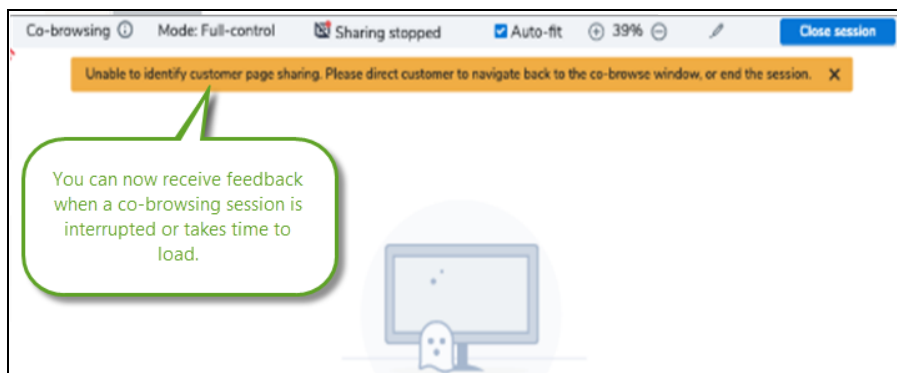 Co-browsing Mode: Full-control Sharing stopped Auto-fit 39% Close session
Unable to identify customer page sharing. Please direct customer to navigate back to the co-browse window, or end the session.
You can now receive feedback
when a co-browsing session is
interrupted or takes time to
load.